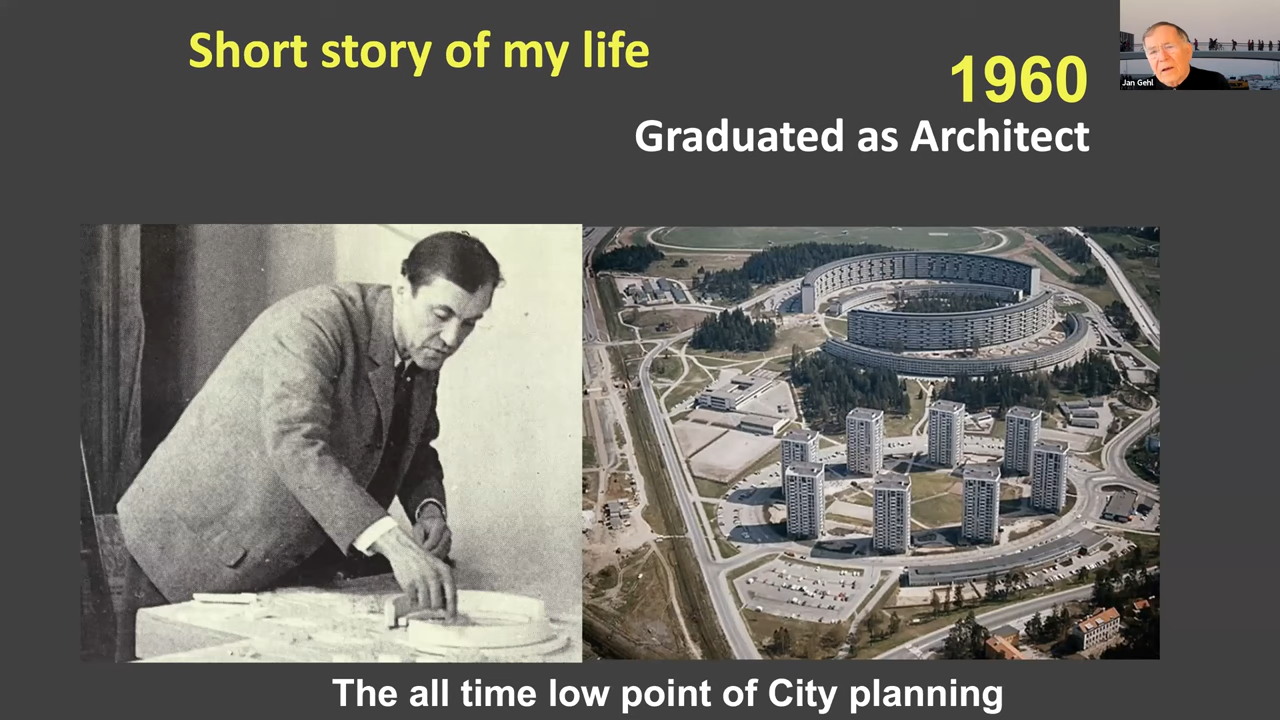 Short story of my life
1960
Graduated as Architect
Jan Gehl
The all time low point of City planning